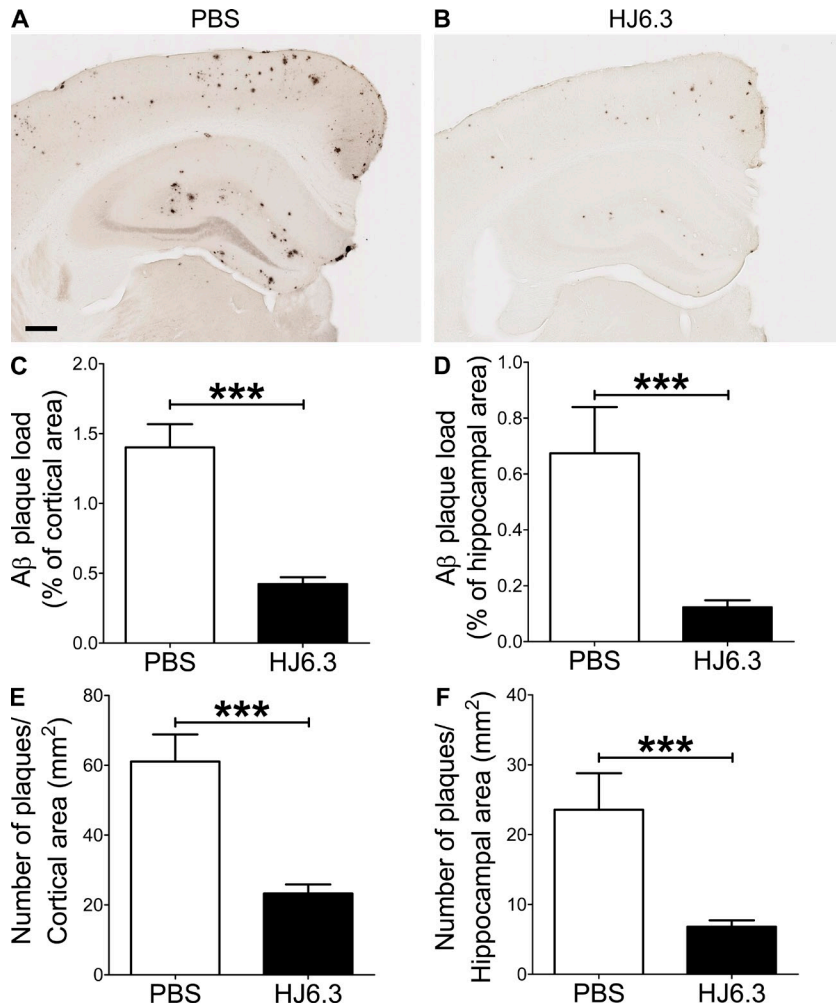 A PBS
B HJ6.3
C
Aβ plaque load
(% of cortical area)
2.0
1.5
1.0
0.5
0.0
***
PBS HJ6.3
D
Aβ plaque load
(% of hippocampal area)
1.0
0.8
0.6
0.4
0.2
0.0
***
PBS HJ6.3
E
Number of plaques/
Cortical area (mm²)
80
60
40
20
0
***
PBS HJ6.3
F
Number of plaques/
Hippocampal area (mm²)
40
30
20
10
0
***
PBS HJ6.3